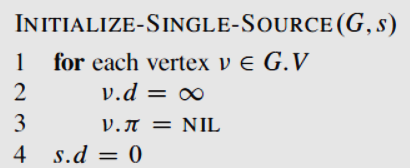 INITIALIZE-SINGLE-SOURCE(G, s)
1 for each vertex v ∈ G.V
2 v.d = ∞
3 v.π = NIL
4 s.d = 0